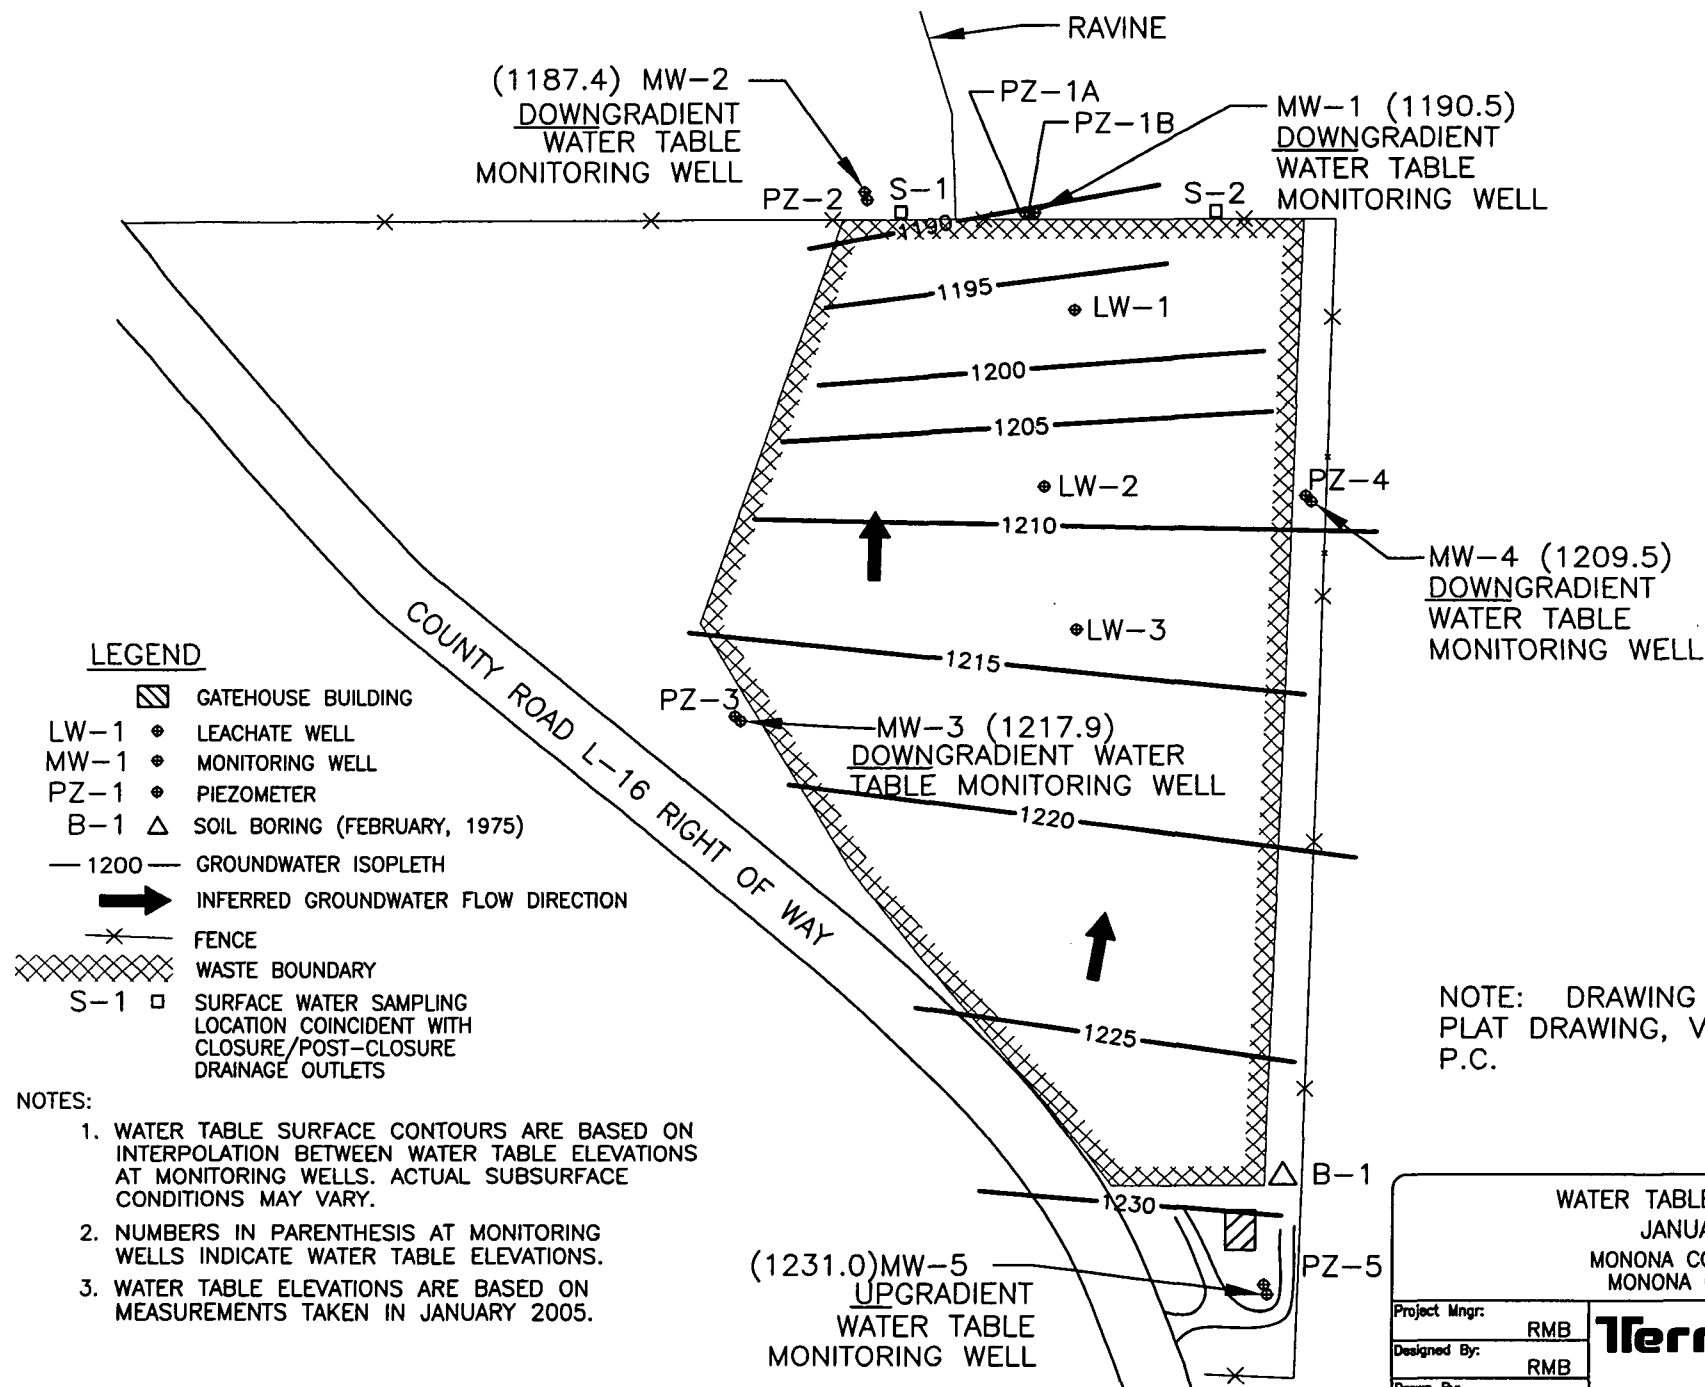 RAVINE
(1187.4) MW-2
DOWNGRADIENT
WATER TABLE
MONITORING WELL
PZ-1A
PZ-1B
MW-1 (1190.5)
DOWNGRADIENT
WATER TABLE
MONITORING WELL
PZ-2
S-1
S-2
1190
1195
LW-1
1200
1205
LW-2
PZ-4
1210
MW-4 (1209.5)
DOWNGRADIENT
WATER TABLE
MONITORING WELL
LW-3
1215
COUNTY ROAD L-16 RIGHT OF WAY
PZ-3
MW-3 (1217.9)
DOWNGRADIENT WATER
TABLE MONITORING WELL
1220
1225
B-1
1230
(1231.0)MW-5
UPGRADIENT
WATER TABLE
MONITORING WELL
PZ-5
LEGEND
GATEHOUSE BUILDING
LW-1 LEACHATE WELL
MW-1 MONITORING WELL
PZ-1 PIEZOMETER
B-1 SOIL BORING (FEBRUARY, 1975)
1200 GROUNDWATER ISOPLETH
INFERRED GROUNDWATER FLOW DIRECTION
FENCE
WASTE BOUNDARY
S-1 SURFACE WATER SAMPLING
LOCATION COINCIDENT WITH
CLOSURE/POST-CLOSURE
DRAINAGE OUTLETS
NOTES:
1. WATER TABLE SURFACE CONTOURS ARE BASED ON
INTERPOLATION BETWEEN WATER TABLE ELEVATIONS
AT MONITORING WELLS. ACTUAL SUBSURFACE
CONDITIONS MAY VARY.
2. NUMBERS IN PARENTHESIS AT MONITORING
WELLS INDICATE WATER TABLE ELEVATIONS.
3. WATER TABLE ELEVATIONS ARE BASED ON
MEASUREMENTS TAKEN IN JANUARY 2005.
NOTE: DRAWING
PLAT DRAWING, V
P.C.
WATER TABLE
JANUA
MONONA CO
MONONA
Project Mngr:
RMB
Designed By:
RMB
Terr